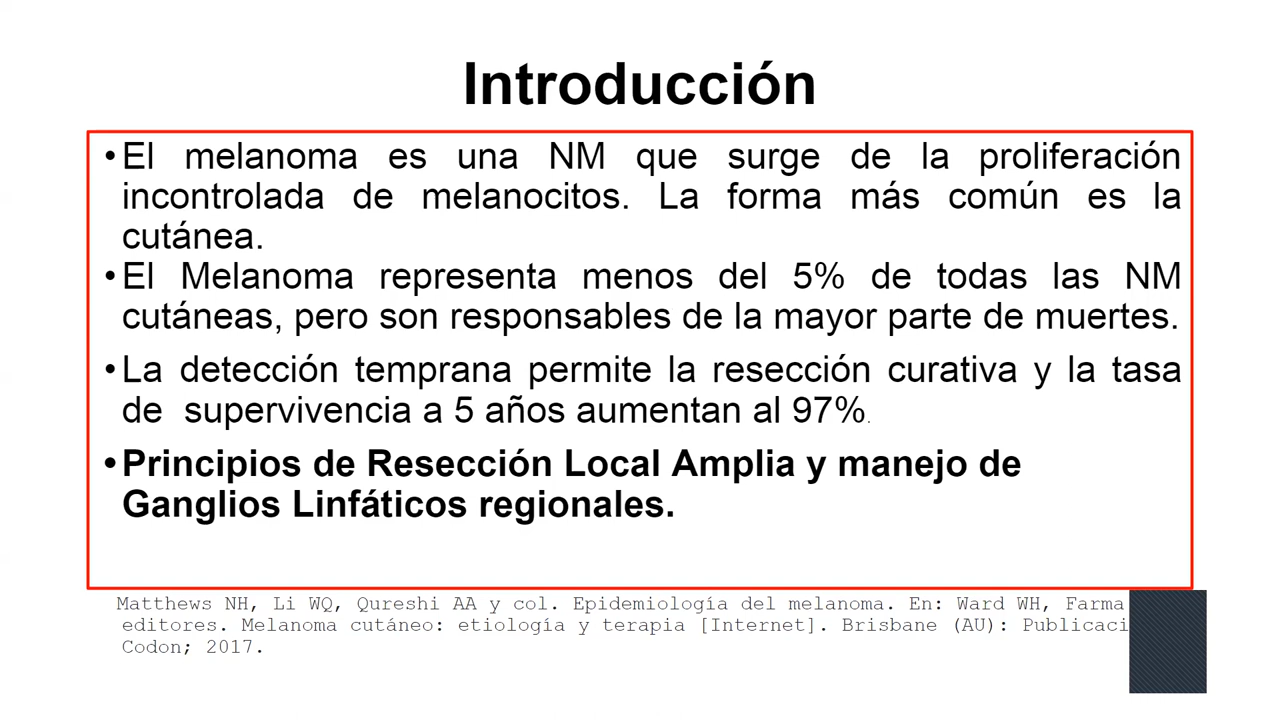 Introducción
•El melanoma es una NM que surge de la proliferación
incontrolada de melanocitos. La forma más común es la
cutánea.
•El Melanoma representa menos del 5% de todas las NM
cutáneas, pero son responsables de la mayor parte de muertes.
•La detección temprana permite la resección curativa y la tasa
de supervivencia a 5 años aumentan al 97%.
•Principios de Resección Local Amplia y manejo de
Ganglios Linfáticos regionales.
Matthews NH, Li WQ, Qureshi AA y col. Epidemiología del melanoma. En: Ward WH, Farma
editores. Melanoma cutáneo: etiología y terapia [Internet]. Brisbane (AU): Publicaci
Codon; 2017.